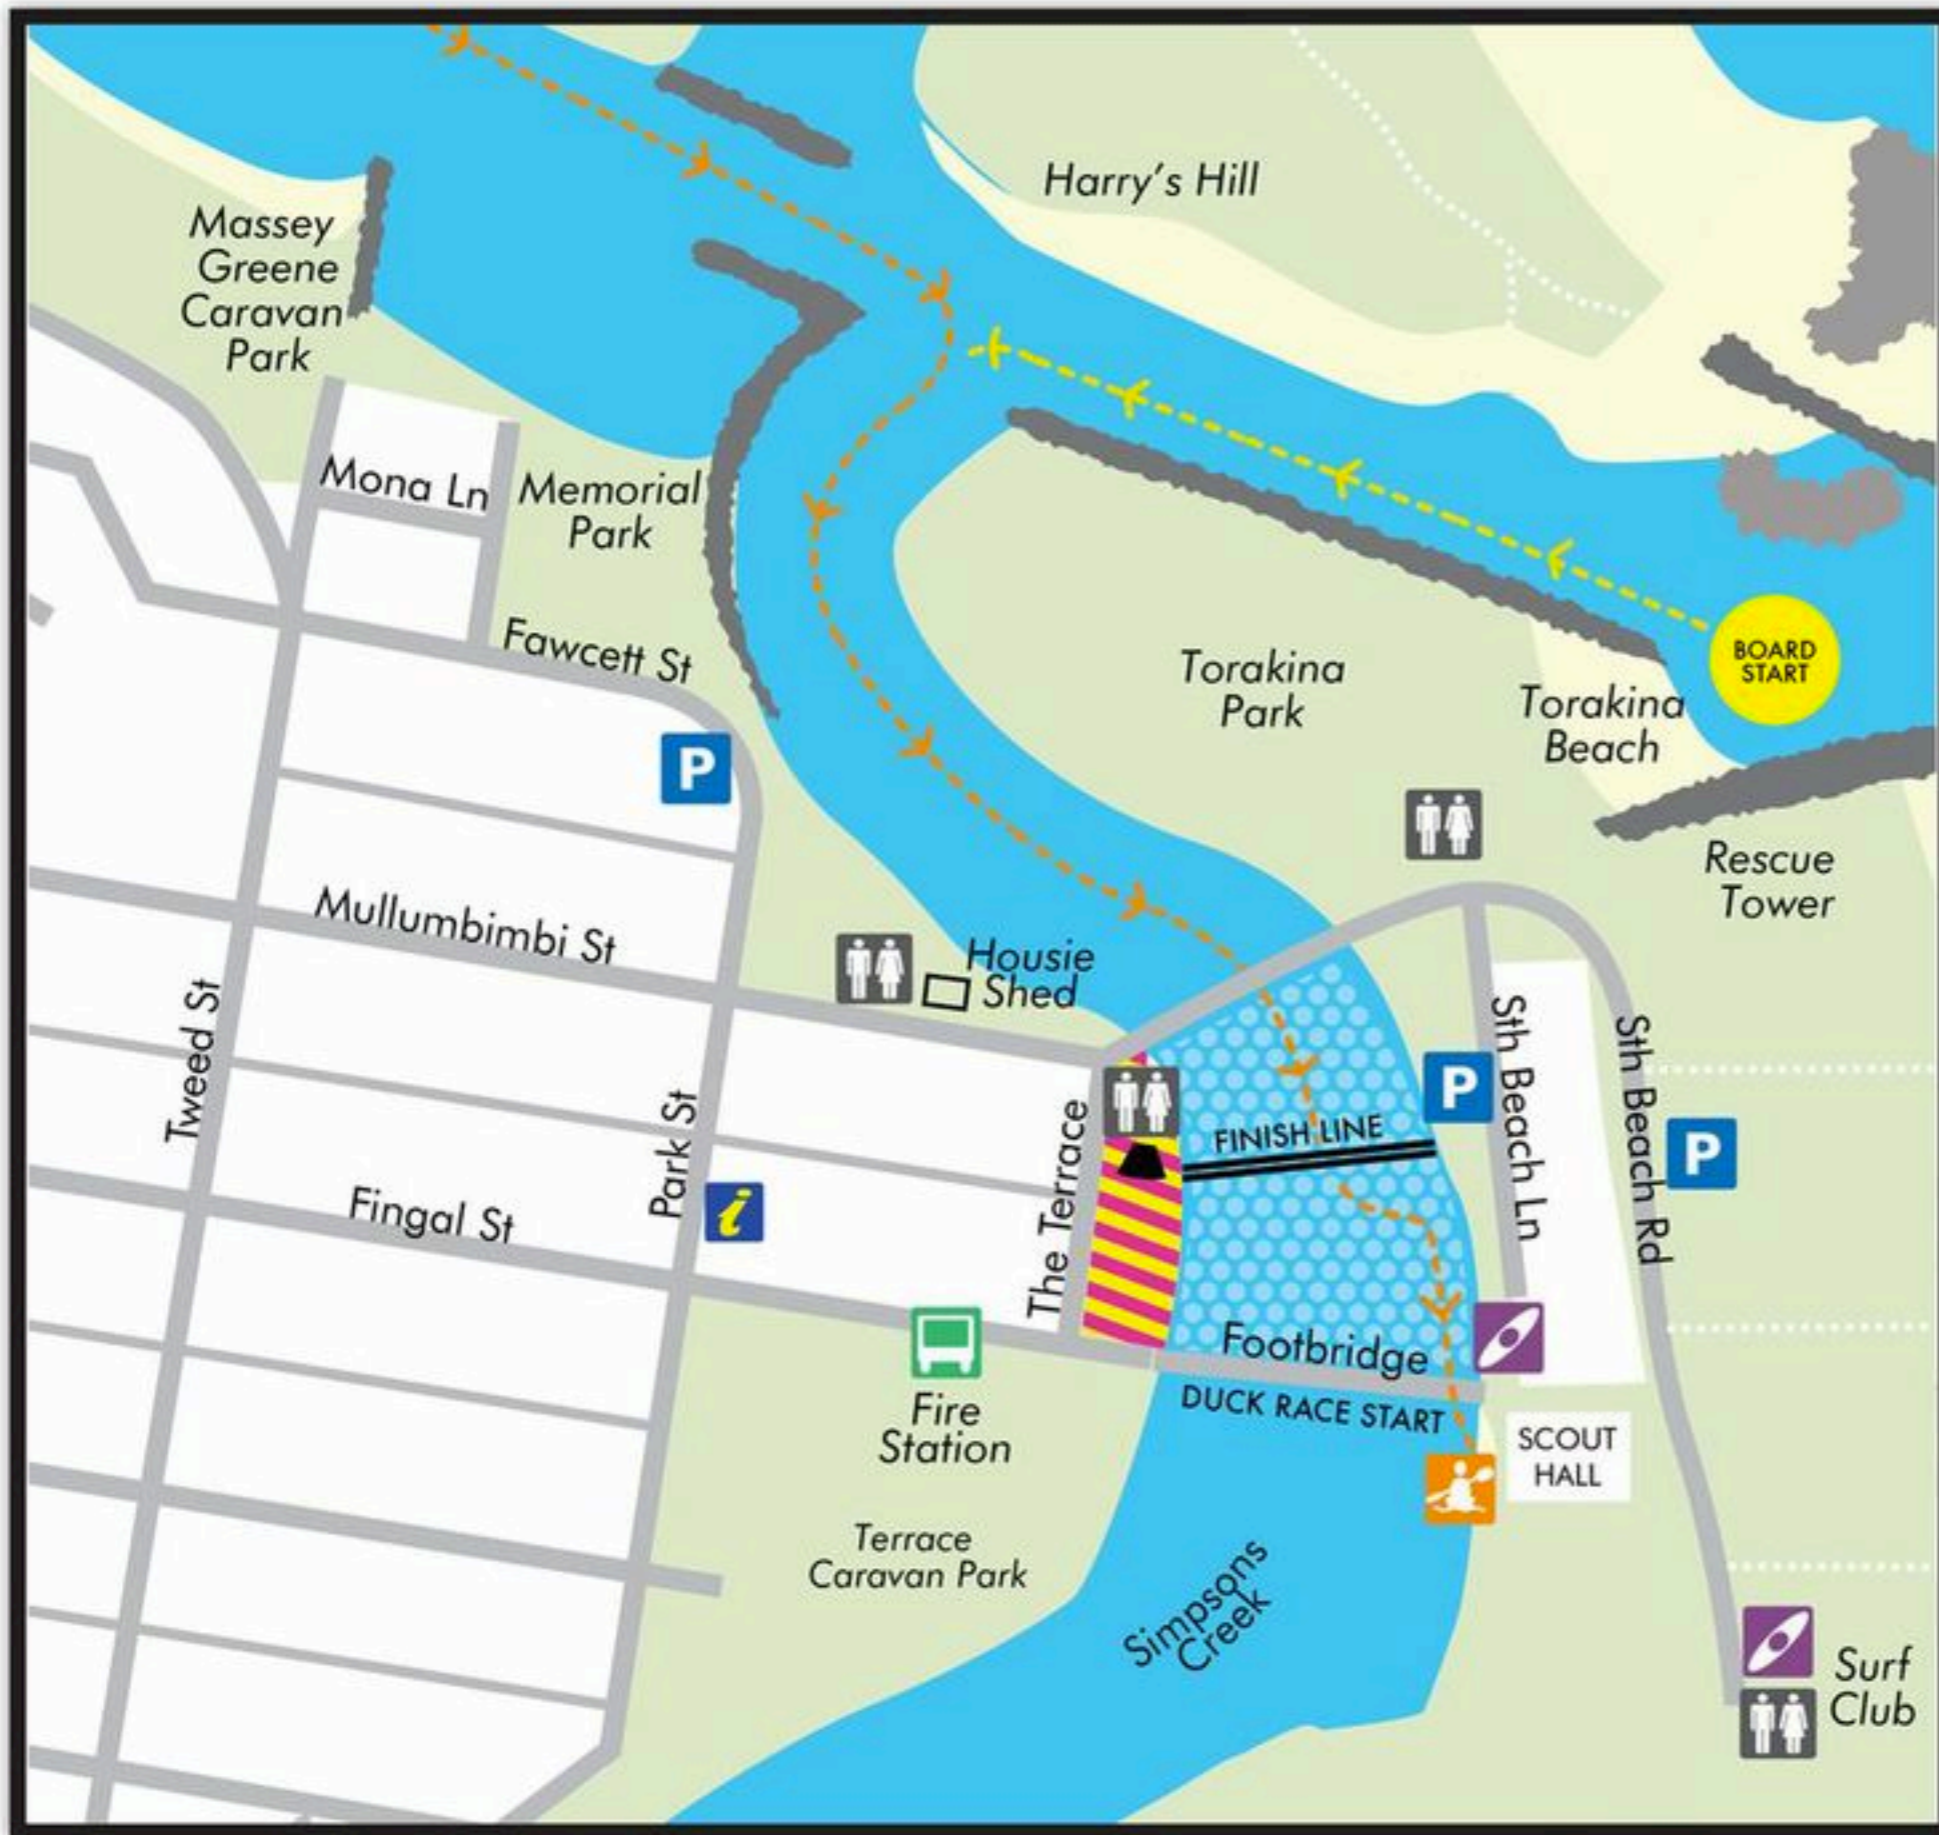 Harry's Hill
Massey
Greene
Caravan
Park
Mona Ln
Memorial
Park
Fawcett St
Torakina
Park
BOARD
START
Torakina
Beach
P
Rescue
Tower
Mullumbimbi St
Housie
Shed
Tweed St
Park St
The Terrace
FINISH LINE
P
Sth Beach Ln
Sth Beach Rd
P
Fingal St
i
Footbridge
DUCK RACE START
Fire
Station
SCOUT
HALL
Terrace
Caravan Park
Simpsons
Creek
Surf
Club